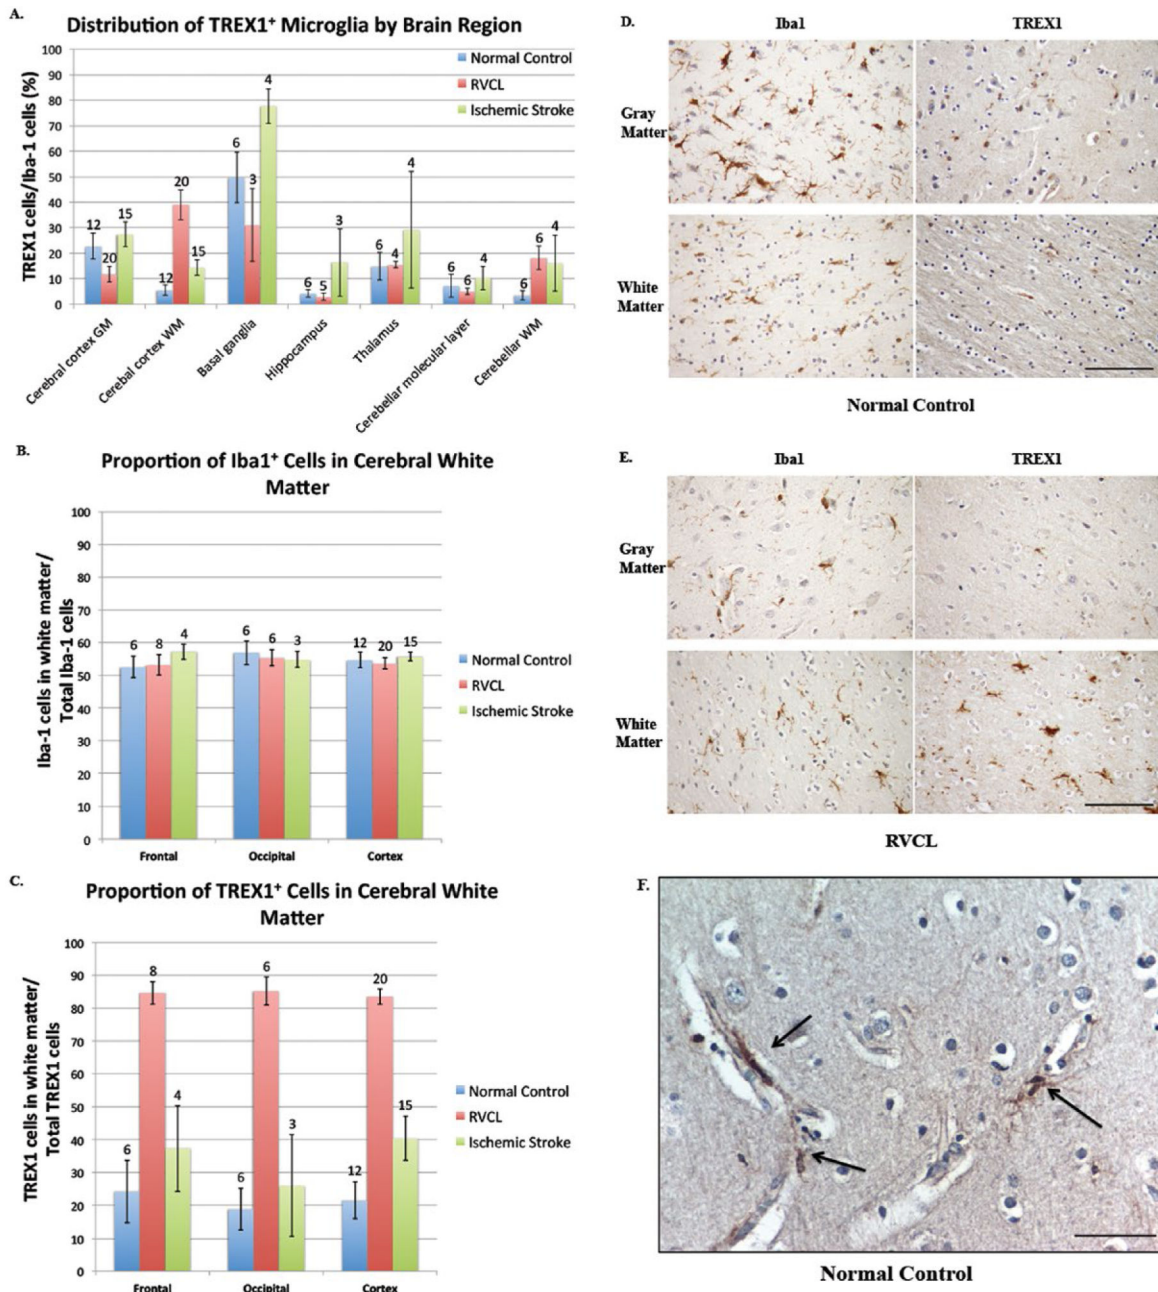 A.
Distribution of TREX1⁺ Microglia by Brain Region
TREX1 cells/Iba-1 cells (%)
100
90
80
70
60
50
40
30
20
10
0
Normal Control
RVCL
Ischemic Stroke
12
20
15
12
20
15
6
3
4
6
5
3
6
4
4
6
6
4
6
6
4
Cerebral cortex GM
Cerebal cortex WM
Basal ganglia
Hippocampus
Thalamus
Cerebellar molecular layer
Cerebellar WM
B.
Proportion of Iba1⁺ Cells in Cerebral White
Matter
Iba-1 cells in white matter/
Total Iba-1 cells
100
90
80
70
60
50
40
30
20
10
0
6
8
4
6
6
3
12
20
15
Normal Control
RVCL
Ischemic Stroke
Frontal
Occipital
Cortex
C.
Proportion of TREX1⁺ Cells in Cerebral White
Matter
TREX1 cells in white matter/
Total TREX1 cells
100
90
80
70
60
50
40
30
20
10
0
6
8
4
6
6
3
12
20
15
Normal Control
RVCL
Ischemic Stroke
Frontal
Occipital
Cortex
D.
Iba1
TREX1
Gray
Matter
White
Matter
Normal Control
E.
Iba1
TREX1
Gray
Matter
White
Matter
RVCL
F.
Normal Control